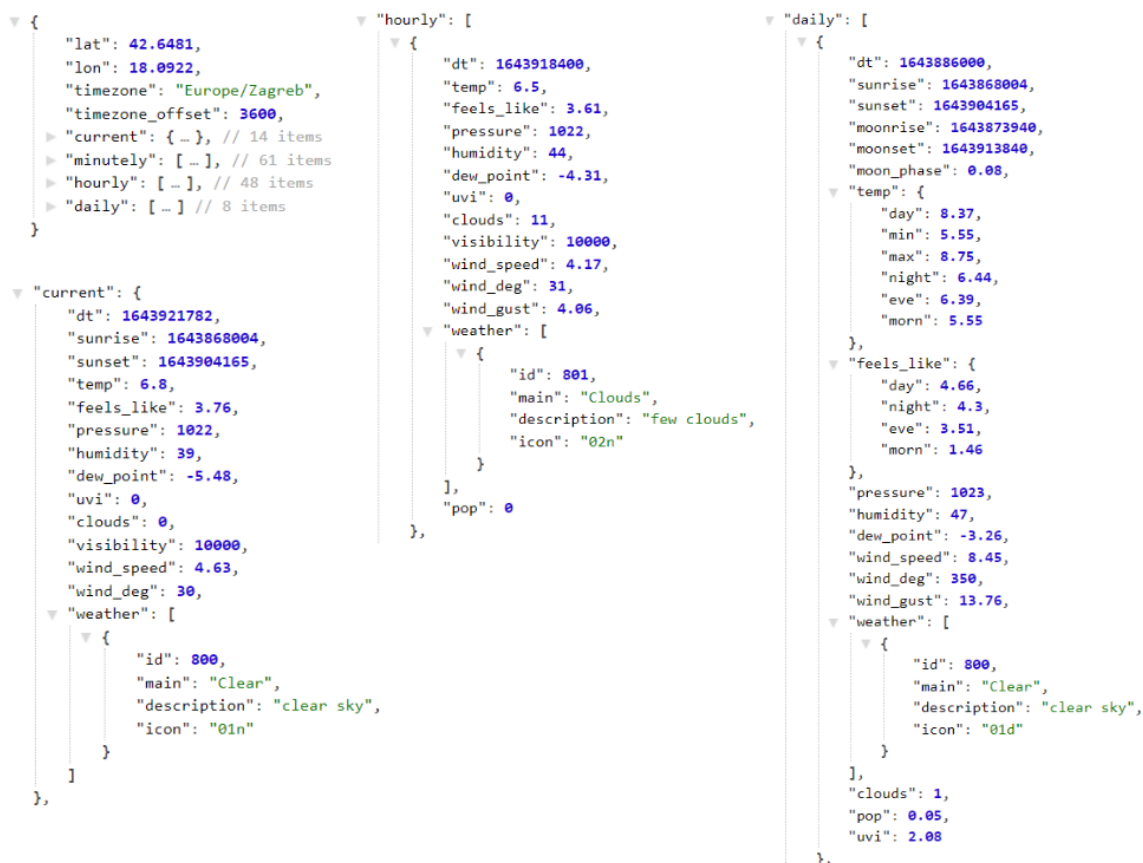 {
"lat": 42.6481,
"lon": 18.0922,
"timezone": "Europe/Zagreb",
"timezone_offset": 3600,
"current": { … }, // 14 items
"minutely": [ … ], // 61 items
"hourly": [ … ], // 48 items
"daily": [ … ] // 8 items
}
"current": {
"dt": 1643921782,
"sunrise": 1643868004,
"sunset": 1643904165,
"temp": 6.8,
"feels_like": 3.76,
"pressure": 1022,
"humidity": 39,
"dew_point": -5.48,
"uvi": 0,
"clouds": 0,
"visibility": 10000,
"wind_speed": 4.63,
"wind_deg": 30,
"weather": [
{
"id": 800,
"main": "Clear",
"description": "clear sky",
"icon": "01n"
}
]
},
"hourly": [
{
"dt": 1643918400,
"temp": 6.5,
"feels_like": 3.61,
"pressure": 1022,
"humidity": 44,
"dew_point": -4.31,
"uvi": 0,
"clouds": 11,
"visibility": 10000,
"wind_speed": 4.17,
"wind_deg": 31,
"wind_gust": 4.06,
"weather": [
{
"id": 801,
"main": "Clouds",
"description": "few clouds",
"icon": "02n"
}
],
"pop": 0
},
"daily": [
{
"dt": 1643886000,
"sunrise": 1643868004,
"sunset": 1643904165,
"moonrise": 1643873940,
"moonset": 1643913840,
"moon_phase": 0.08,
"temp": {
"day": 8.37,
"min": 5.55,
"max": 8.75,
"night": 6.44,
"eve": 6.39,
"morn": 5.55
},
"feels_like": {
"day": 4.66,
"night": 4.3,
"eve": 3.51,
"morn": 1.46
},
"pressure": 1023,
"humidity": 47,
"dew_point": -3.26,
"wind_speed": 8.45,
"wind_deg": 350,
"wind_gust": 13.76,
"weather": [
{
"id": 800,
"main": "Clear",
"description": "clear sky",
"icon": "01d"
}
],
"clouds": 1,
"pop": 0.05,
"uvi": 2.08
},